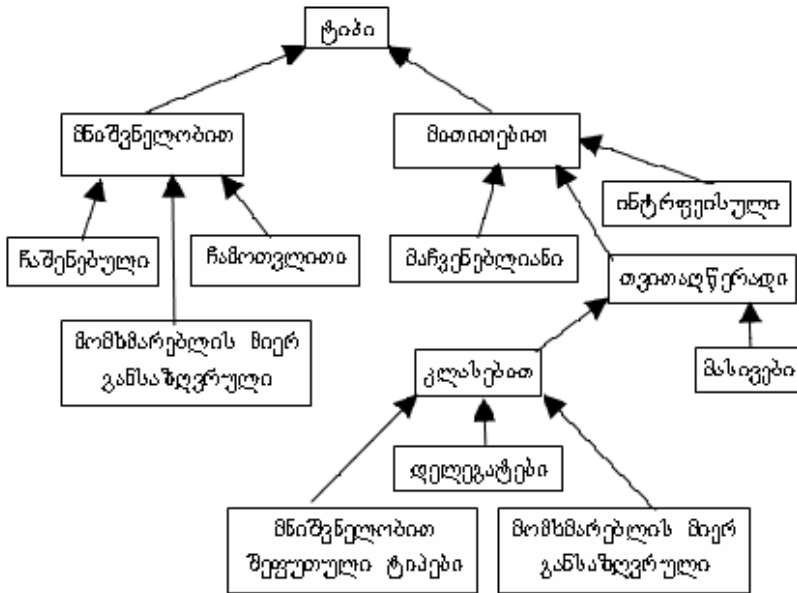 ტიპი
მნიშვნელობით
მითითებით
ინტრფეისული
ჩაშენებული
ჩამოთვლითი
მაჩვენებლიანი
თვითაღწერადი
მომხმარებლის მიერ
განსაზღვრული
კლასებით
მასივები
დელეგატები
მნიშვნელობით
შეფუთული ტიპები
მომხმარებლის მიერ
განსაზღვრული